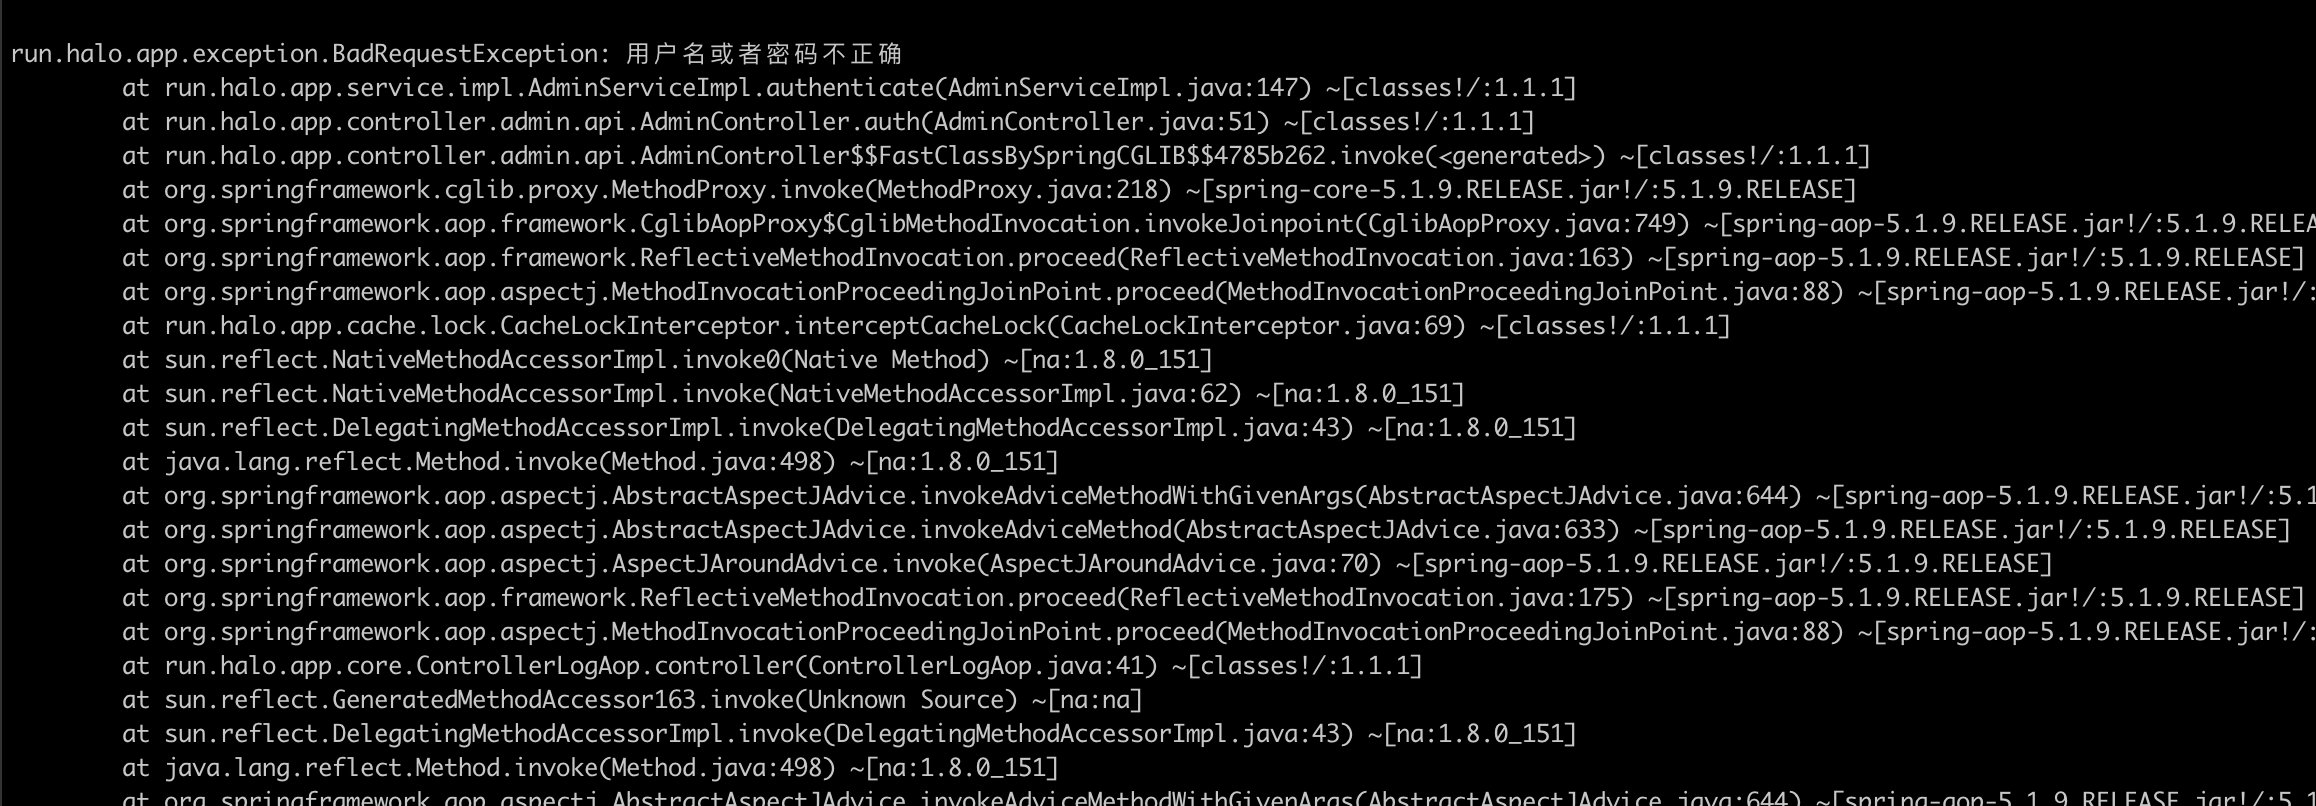 run.halo.app.exception.BadRequestException: 用户名或者密码不正确
at run.halo.app.service.impl.AdminServiceImpl.authenticate(AdminServiceImpl.java:147) ~[classes!/:1.1.1]
at run.halo.app.controller.admin.api.AdminController.auth(AdminController.java:51) ~[classes!/:1.1.1]
at run.halo.app.controller.admin.api.AdminController$$FastClassBySpringCGLIB$$4785b262.invoke(<generated>) ~[classes!/:1.1.1]
at org.springframework.cglib.proxy.MethodProxy.invoke(MethodProxy.java:218) ~[spring-core-5.1.9.RELEASE.jar!/:5.1.9.RELEASE]
at org.springframework.aop.framework.CglibAopProxy$CglibMethodInvocation.invokeJoinpoint(CglibAopProxy.java:749) ~[spring-aop-5.1.9.RELEASE.jar!/:5.1.9.RELEA
at org.springframework.aop.framework.ReflectiveMethodInvocation.proceed(ReflectiveMethodInvocation.java:163) ~[spring-aop-5.1.9.RELEASE.jar!/:5.1.9.RELEASE]
at org.springframework.aop.aspectj.MethodInvocationProceedingJoinPoint.proceed(MethodInvocationProceedingJoinPoint.java:88) ~[spring-aop-5.1.9.RELEASE.jar!/:
at run.halo.app.cache.lock.CacheLockInterceptor.interceptCacheLock(CacheLockInterceptor.java:69) ~[classes!/:1.1.1]
at sun.reflect.NativeMethodAccessorImpl.invoke0(Native Method) ~[na:1.8.0_151]
at sun.reflect.NativeMethodAccessorImpl.invoke(NativeMethodAccessorImpl.java:62) ~[na:1.8.0_151]
at sun.reflect.DelegatingMethodAccessorImpl.invoke(DelegatingMethodAccessorImpl.java:43) ~[na:1.8.0_151]
at java.lang.reflect.Method.invoke(Method.java:498) ~[na:1.8.0_151]
at org.springframework.aop.aspectj.AbstractAspectJAdvice.invokeAdviceMethodWithGivenArgs(AbstractAspectJAdvice.java:644) ~[spring-aop-5.1.9.RELEASE.jar!/:5.1
at org.springframework.aop.aspectj.AbstractAspectJAdvice.invokeAdviceMethod(AbstractAspectJAdvice.java:633) ~[spring-aop-5.1.9.RELEASE.jar!/:5.1.9.RELEASE]
at org.springframework.aop.aspectj.AspectJAroundAdvice.invoke(AspectJAroundAdvice.java:70) ~[spring-aop-5.1.9.RELEASE.jar!/:5.1.9.RELEASE]
at org.springframework.aop.framework.ReflectiveMethodInvocation.proceed(ReflectiveMethodInvocation.java:175) ~[spring-aop-5.1.9.RELEASE.jar!/:5.1.9.RELEASE]
at org.springframework.aop.aspectj.MethodInvocationProceedingJoinPoint.proceed(MethodInvocationProceedingJoinPoint.java:88) ~[spring-aop-5.1.9.RELEASE.jar!/:
at run.halo.app.core.ControllerLogAop.controller(ControllerLogAop.java:41) ~[classes!/:1.1.1]
at sun.reflect.GeneratedMethodAccessor163.invoke(Unknown Source) ~[na:na]
at sun.reflect.DelegatingMethodAccessorImpl.invoke(DelegatingMethodAccessorImpl.java:43) ~[na:1.8.0_151]
at java.lang.reflect.Method.invoke(Method.java:498) ~[na:1.8.0_151]
at org.springframework.aop.aspectj.AbstractAspectJAdvice.invokeAdviceMethodWithGivenArgs(AbstractAspectJAdvice.java:644) ~[spring-aop-5.1.9.RELEASE.jar!/:5.1